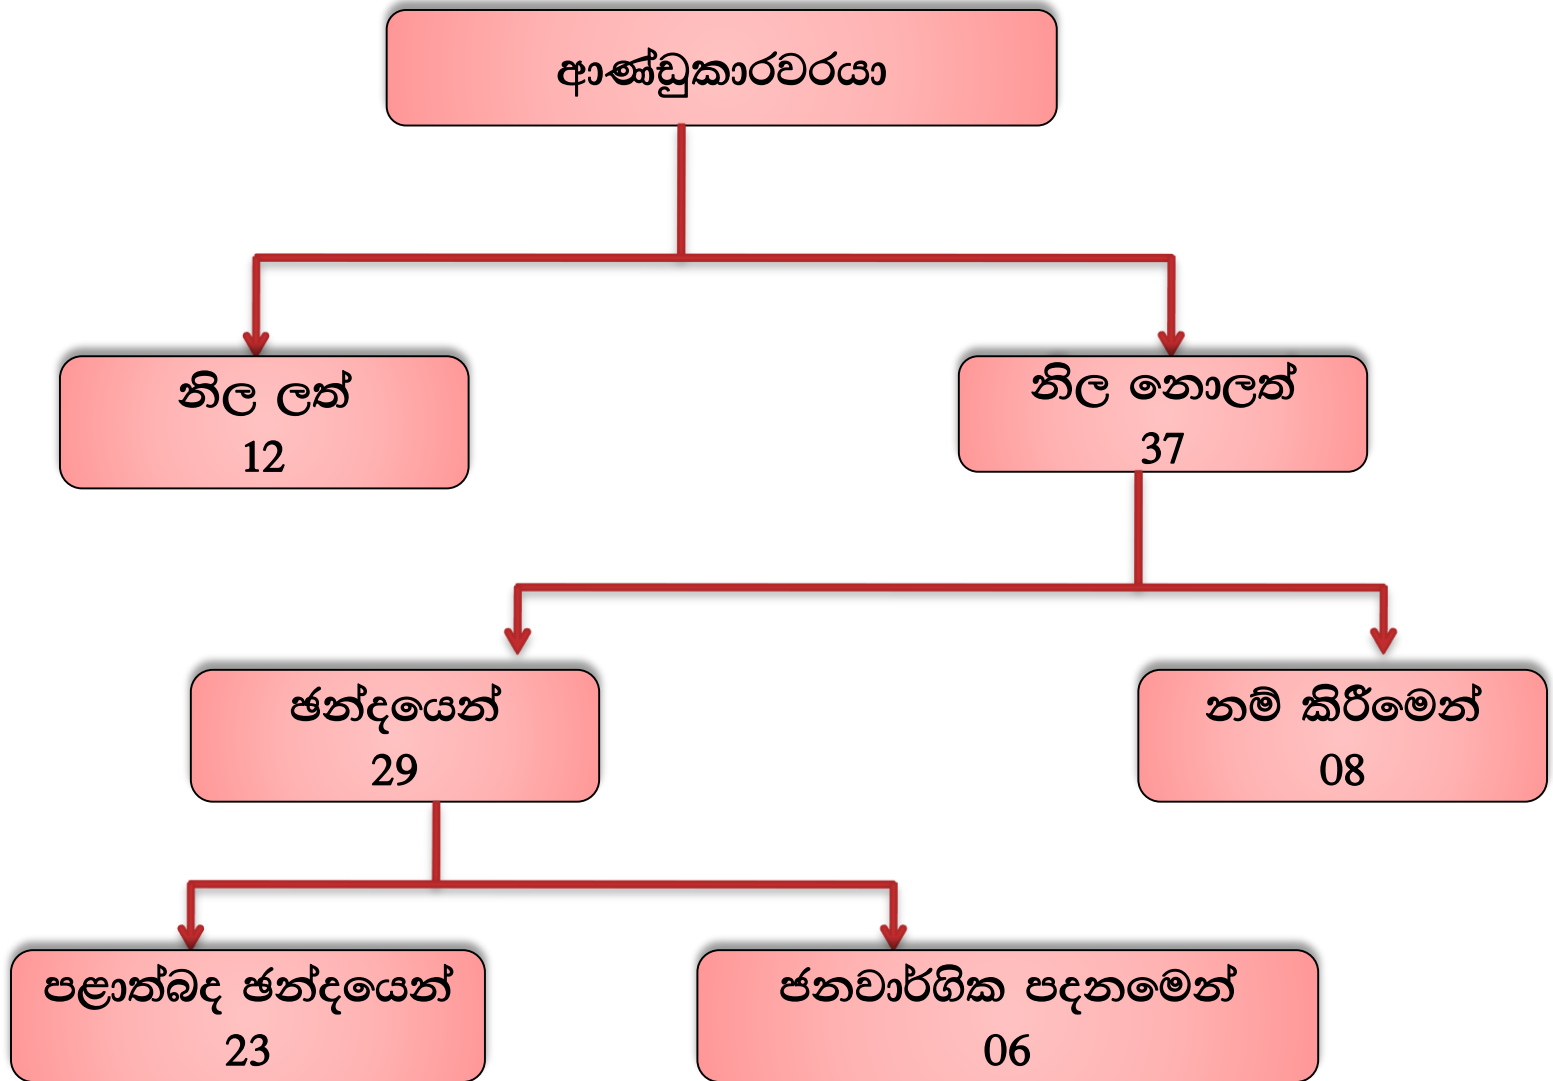 ආණ්ඩුකාරවරයා
නිල ලත්
12
නිල නොලත්
37
ඡන්දයෙන්
29
නම් කිරීමෙන්
08
පළාත්බද ඡන්දයෙන්
23
ජනවාර්ගික පදනමෙන්
06